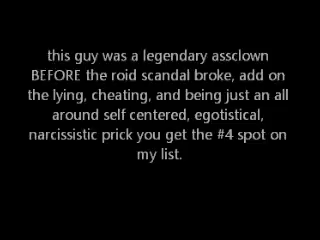 this guy was a legendary assclown
BEFORE the roid scandal broke, add on
the lying, cheating, and being just an all
around self centered, egotistical,
narcissistic prick you get the #4 spot on
my list.